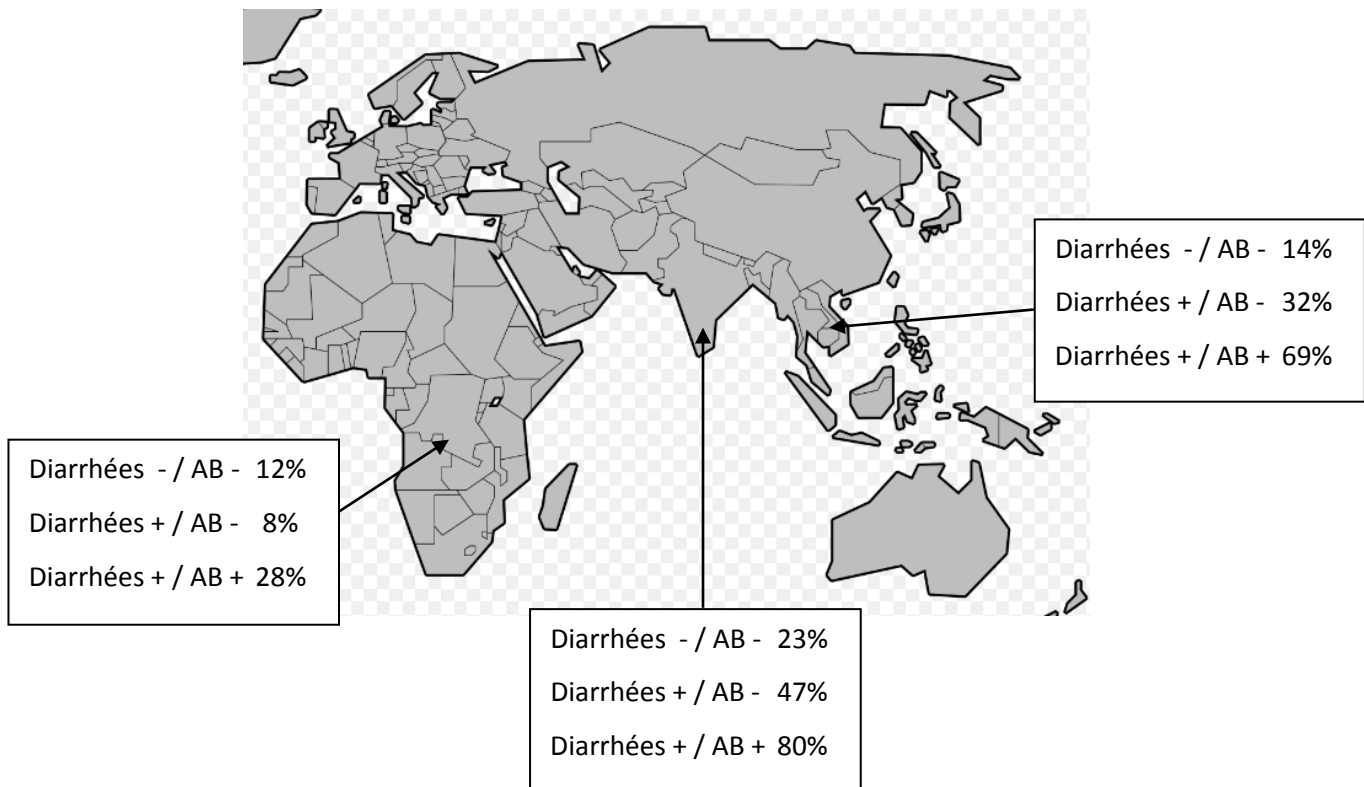 Diarrhées - / AB - 14%
Diarrhées + / AB - 32%
Diarrhées + / AB + 69%
Diarrhées - / AB - 12%
Diarrhées + / AB - 8%
Diarrhées + / AB + 28%
Diarrhées - / AB - 23%
Diarrhées + / AB - 47%
Diarrhées + / AB + 80%